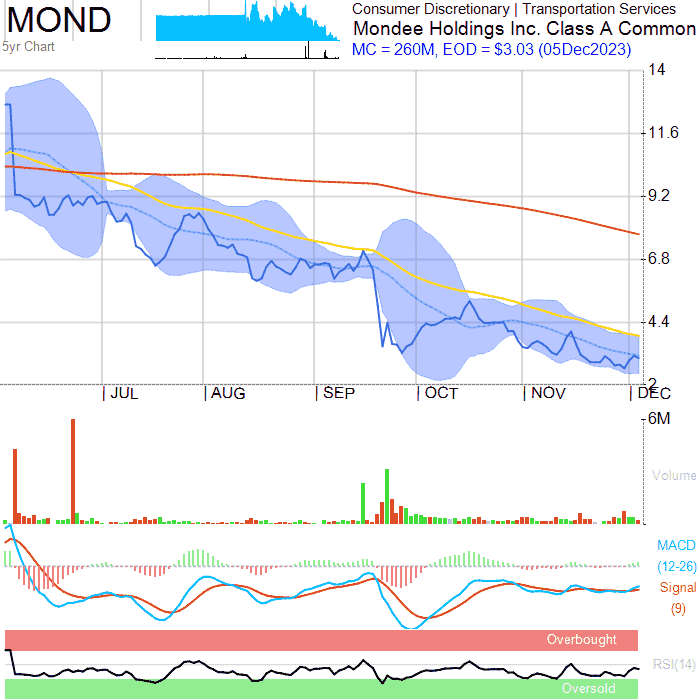 MOND
5yr Chart
Consumer Discretionary | Transportation Services
Mondee Holdings Inc. Class A Common
MC = 260M, EOD = $3.03 (05Dec2023)
14
11.6
9.2
6.8
4.4
2
JUL
AUG
SEP
OCT
NOV
DEC
6M
Volume
MACD
(12-26)
Signal
(9)
Overbought
RSI(14)
Oversold